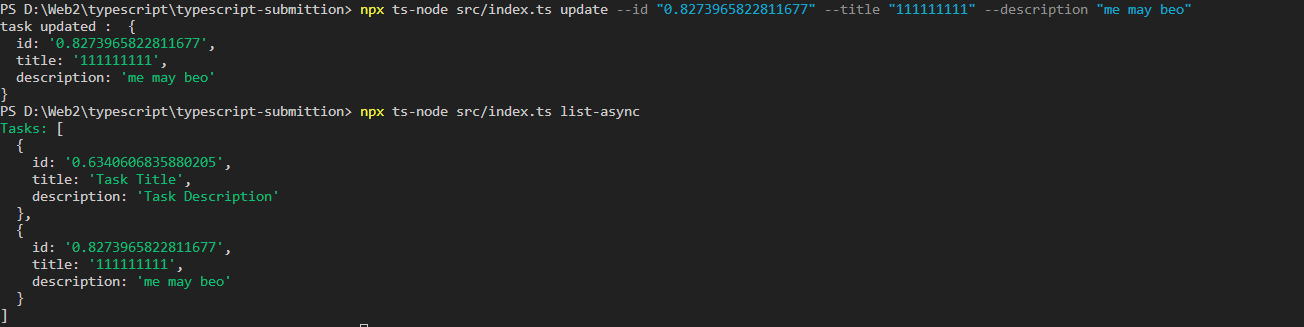 PS D:\Web2\typescript\typescript-submittion> npx ts-node src/index.ts update --id "0.8273965822811677" --title "111111111" --description "me may beo"
task updated :  {
  id: '0.8273965822811677',
  title: '111111111',
  description: 'me may beo'
}
PS D:\Web2\typescript\typescript-submittion> npx ts-node src/index.ts list-async
Tasks: [
  {
    id: '0.6340606835880205',
    title: 'Task Title',
    description: 'Task Description'
  },
  {
    id: '0.8273965822811677',
    title: '111111111',
    description: 'me may beo'
  }
]